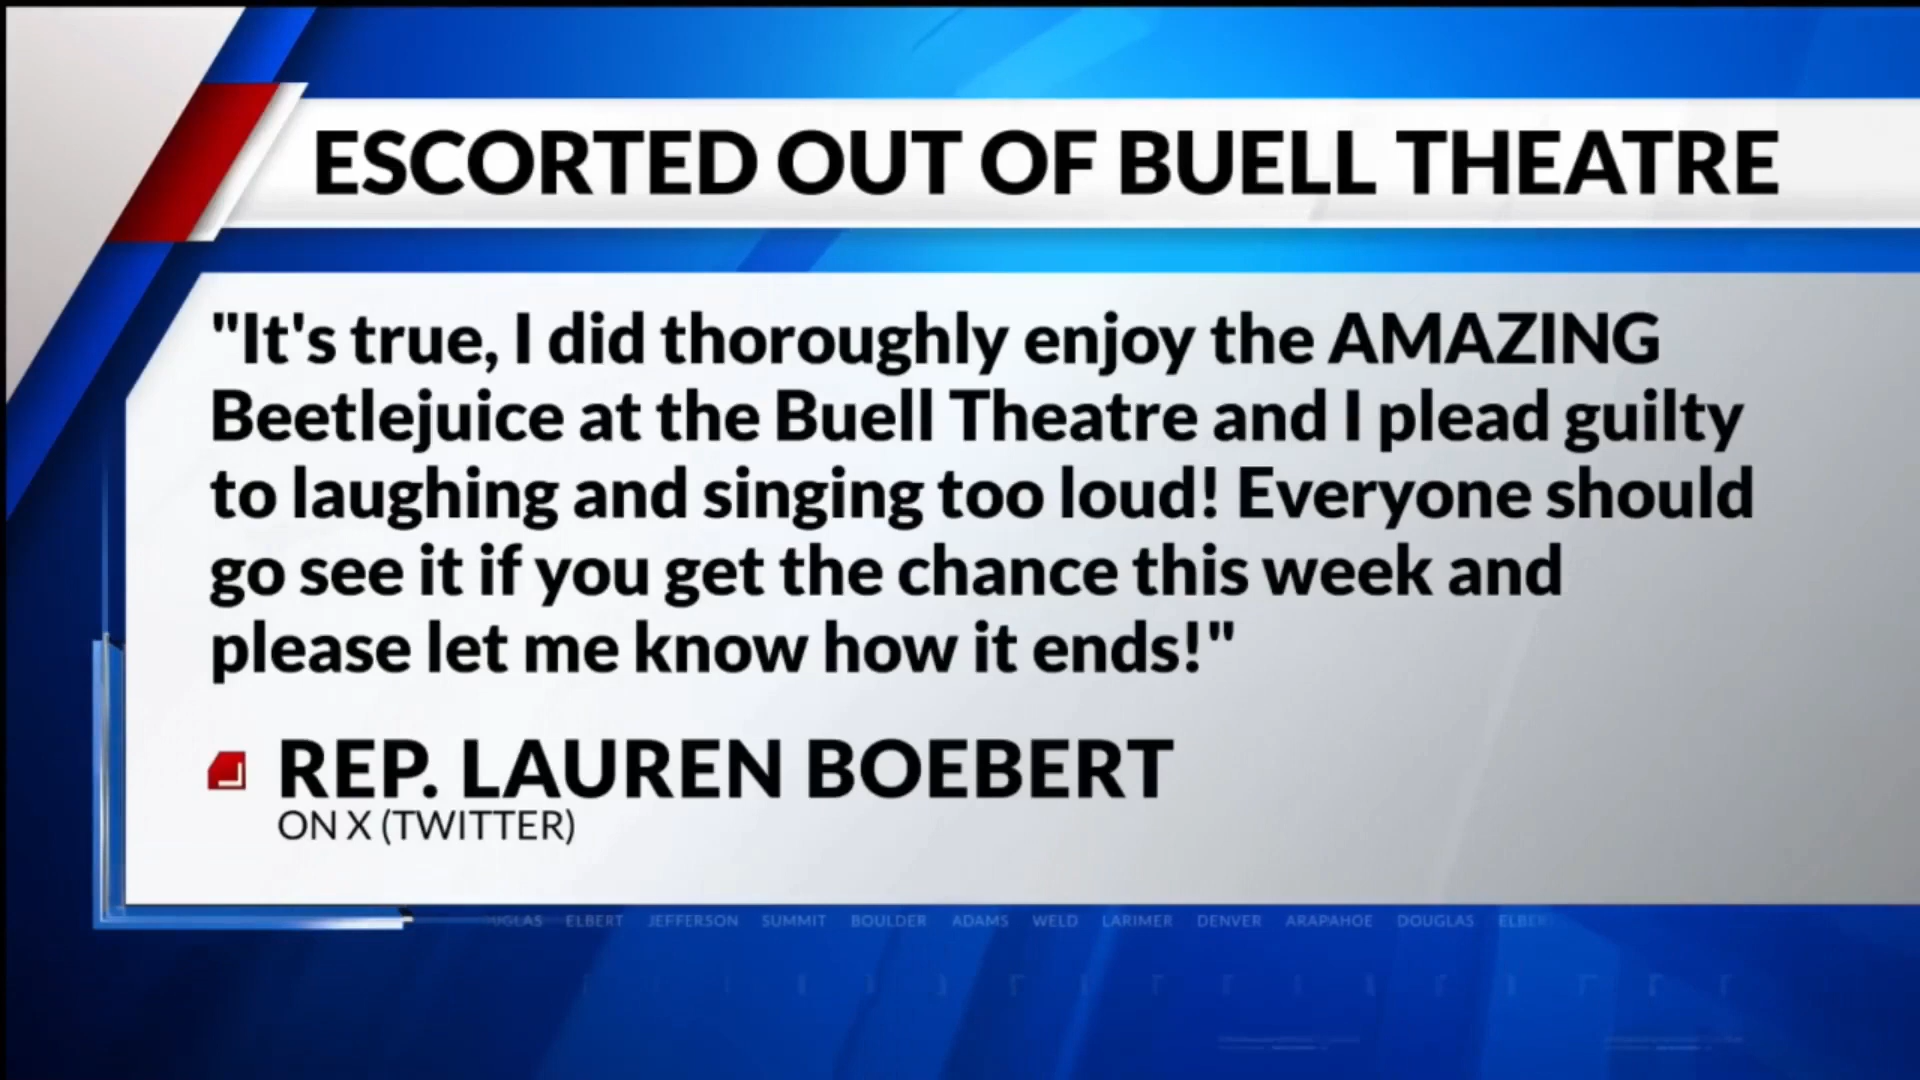 ESCORTED OUT OF BUELL THEATRE
"It's true, I did thoroughly enjoy the AMAZING
Beetlejuice at the Buell Theatre and I plead guilty
to laughing and singing too loud! Everyone should
go see it if you get the chance this week and
please let me know how it ends!"
REP. LAUREN BOEBERT
ON X (TWITTER)
UGLAS ELBERT JEFFERSON SUMMIT BOULDER ADAMS WELD LARIMER DENVER ARAPAHOE DOUGLAS ELBER